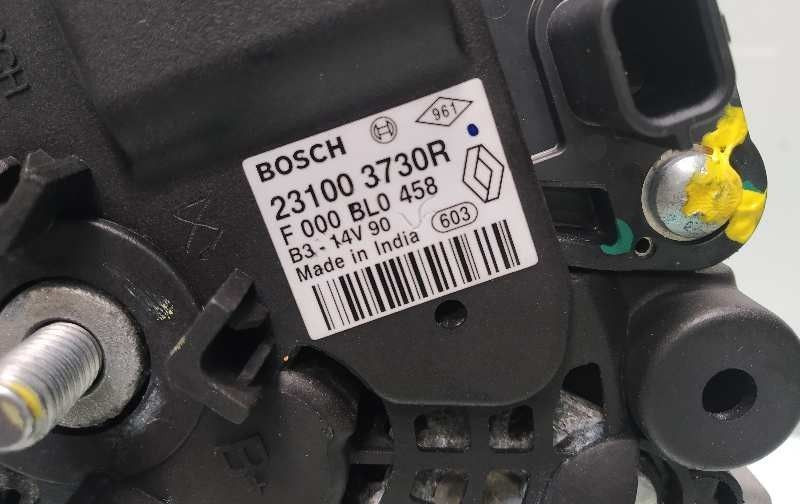 961
BOSCH
23100 3730R
F 000 BL0 458
B3 - 14V 90
Made in India 603
B+